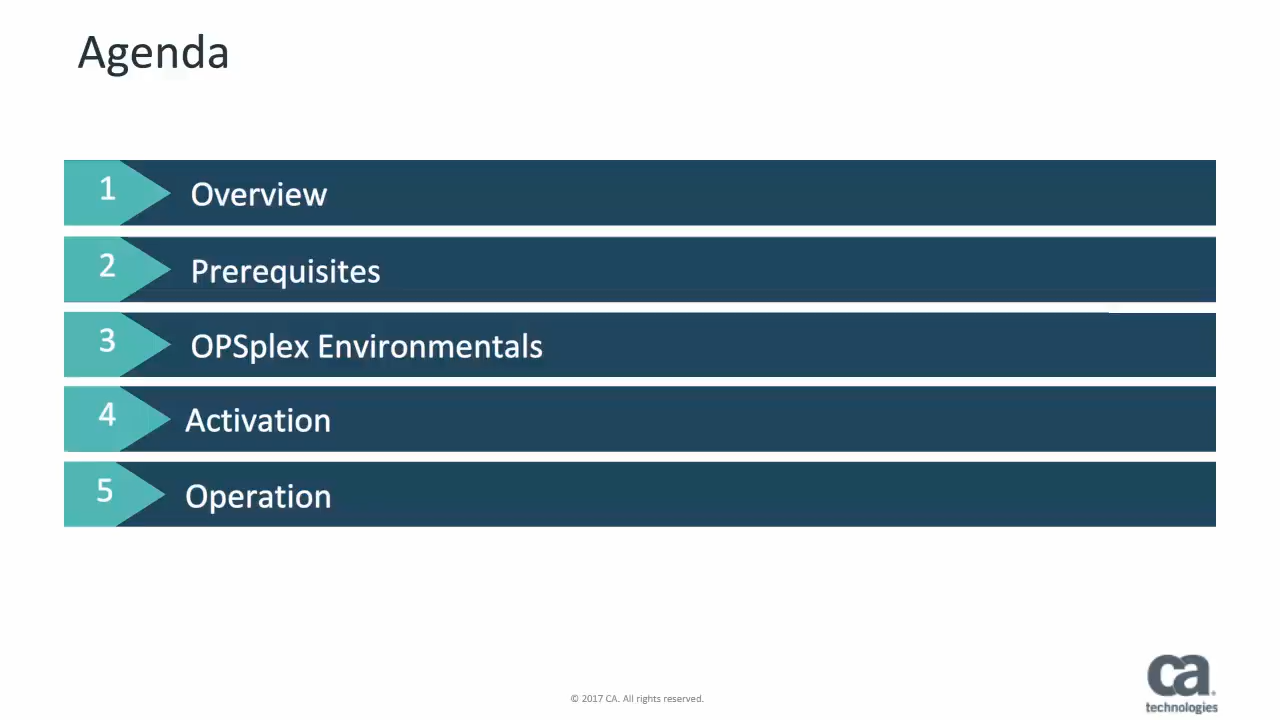 Agenda
1 Overview
2 Prerequisites
3 OPSplex Environmentals
4 Activation
5 Operation
© 2017 CA. All rights reserved.
ca
technologies